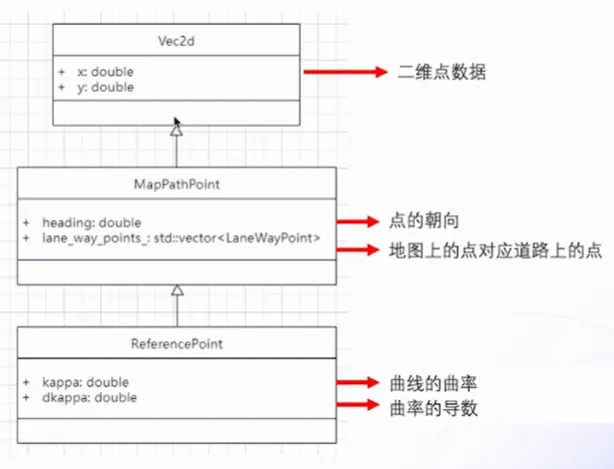 Vec2d
+ x: double
+ y: double
二维点数据
MapPathPoint
+ heading: double
+ lane_way_points_: std::vector<LaneWayPoint>
点的朝向
地图上的点对应道路上的点
ReferencePoint
+ kappa: double
+ dkappa: double
曲线的曲率
曲率的导数